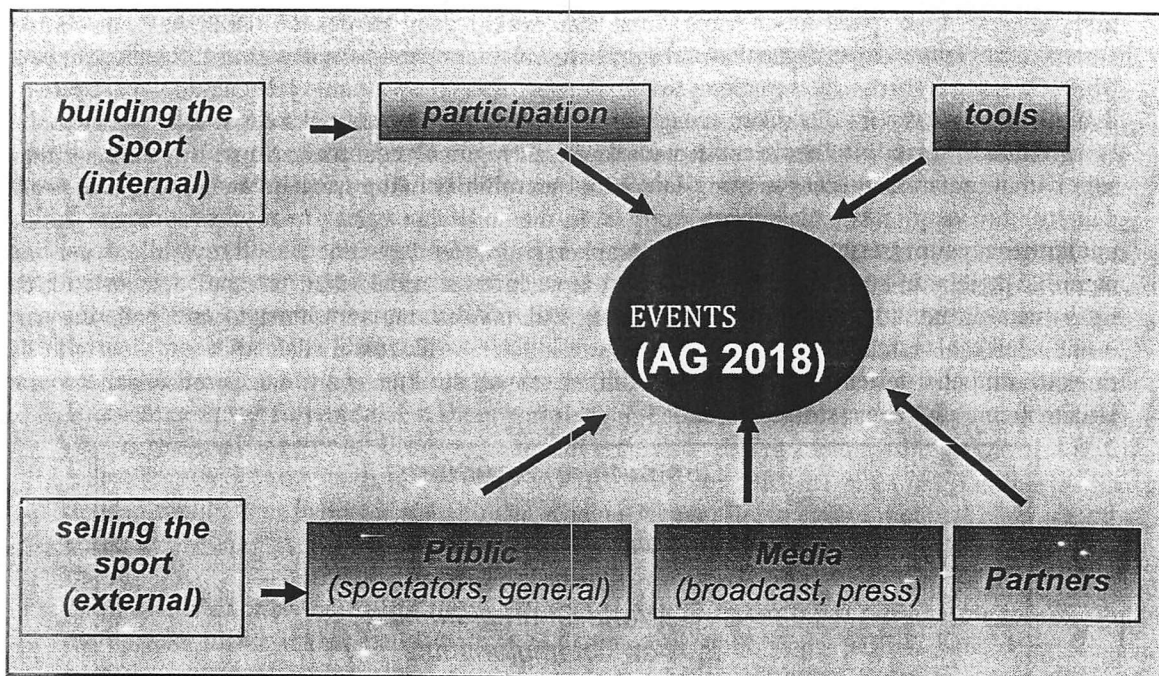 building the
Sport
(internal)
participation
tools
EVENTS
(AG 2018)
selling the
sport
(external)
Public
(spectators, general)
Media
(broadcast, press)
Partners